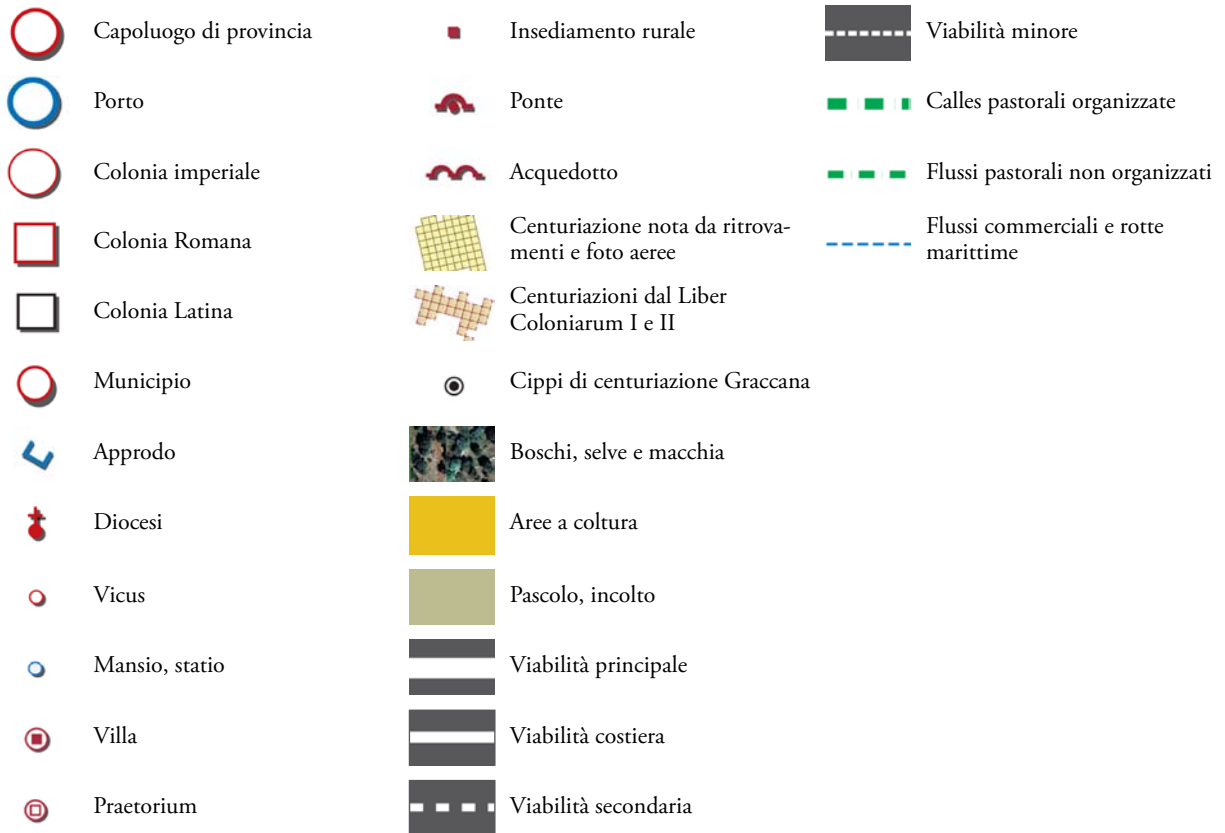 Capoluogo di provincia
Porto
Colonia imperiale
Colonia Romana
Colonia Latina
Municipio
Approdo
Diocesi
Vicus
Mansio, statio
Villa
Praetorium
Insediamento rurale
Ponte
Acquedotto
Centuriazione nota da ritrova-
menti e foto aeree
Centuriazioni dal Liber
Coloniarum I e II
Cippi di centuriazione Graccana
Boschi, selve e macchia
Aree a coltura
Pascolo, incolto
Viabilità principale
Viabilità costiera
Viabilità secondaria
Viabilità minore
Calles pastorali organizzate
Flussi pastorali non organizzati
Flussi commerciali e rotte
marittime